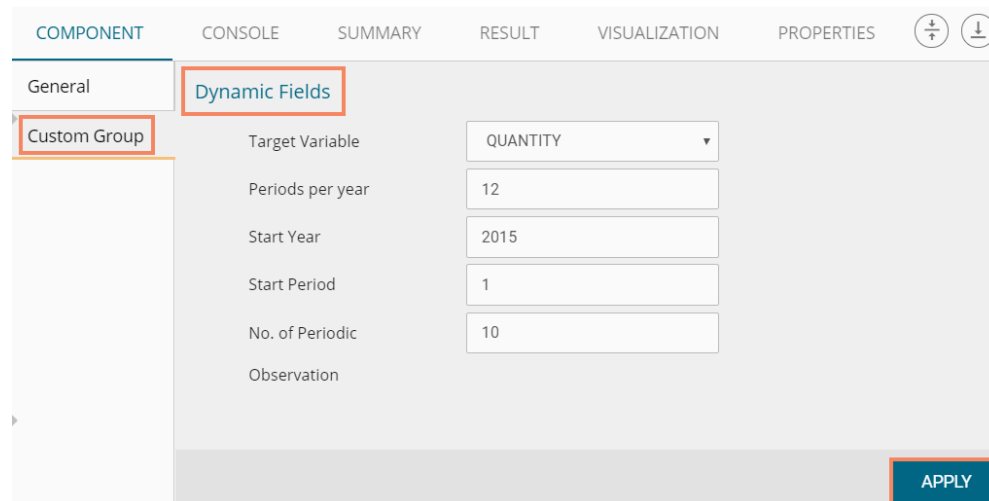 COMPONENT CONSOLE SUMMARY RESULT VISUALIZATION PROPERTIES
General
Dynamic Fields
Custom Group
Target Variable QUANTITY
Periods per year 12
Start Year 2015
Start Period 1
No. of Periodic 10
Observation
APPLY